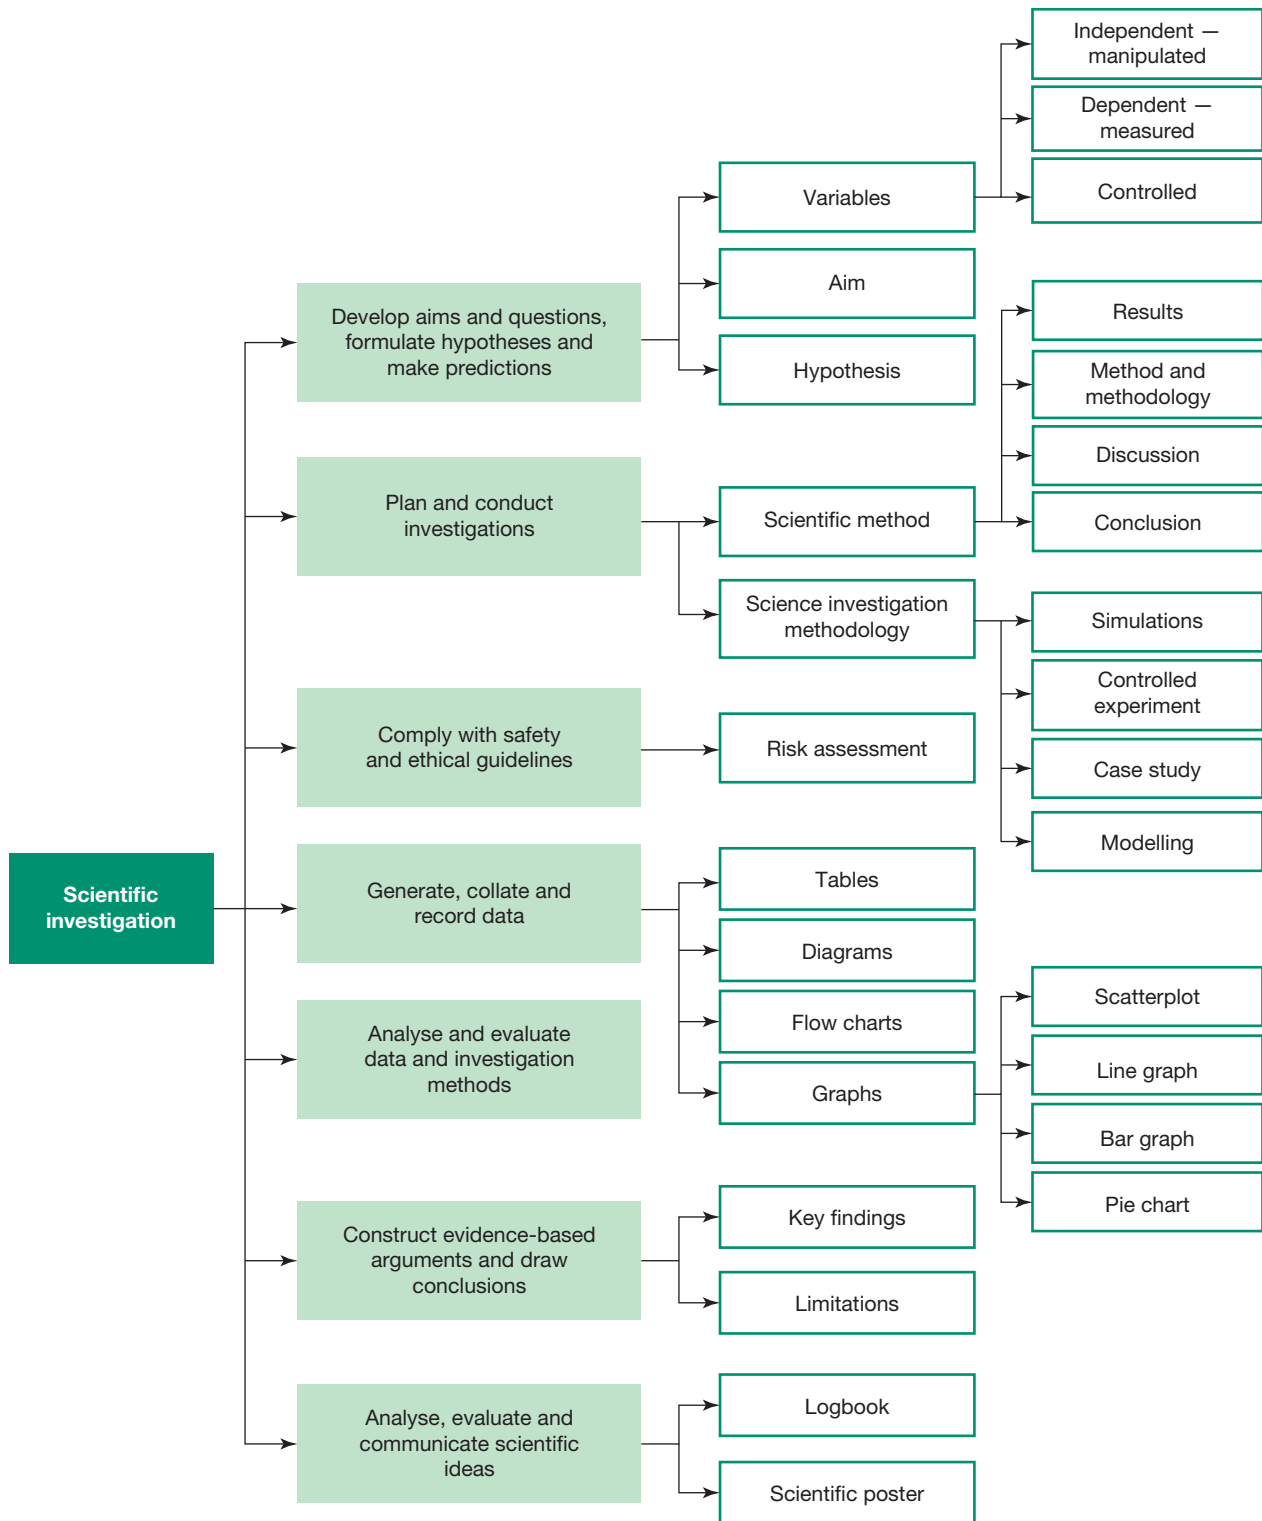 Scientific
investigation
Develop aims and questions,
formulate hypotheses and
make predictions
Variables
Independent —
manipulated
Dependent —
measured
Controlled
Aim
Hypothesis
Plan and conduct
investigations
Scientific method
Results
Method and
methodology
Discussion
Conclusion
Science investigation
methodology
Simulations
Controlled
experiment
Case study
Modelling
Comply with safety
and ethical guidelines
Risk assessment
Generate, collate and
record data
Tables
Diagrams
Flow charts
Graphs
Scatterplot
Line graph
Bar graph
Pie chart
Analyse and evaluate
data and investigation
methods
Construct evidence-based
arguments and draw
conclusions
Key findings
Limitations
Analyse, evaluate and
communicate scientific
ideas
Logbook
Scientific poster